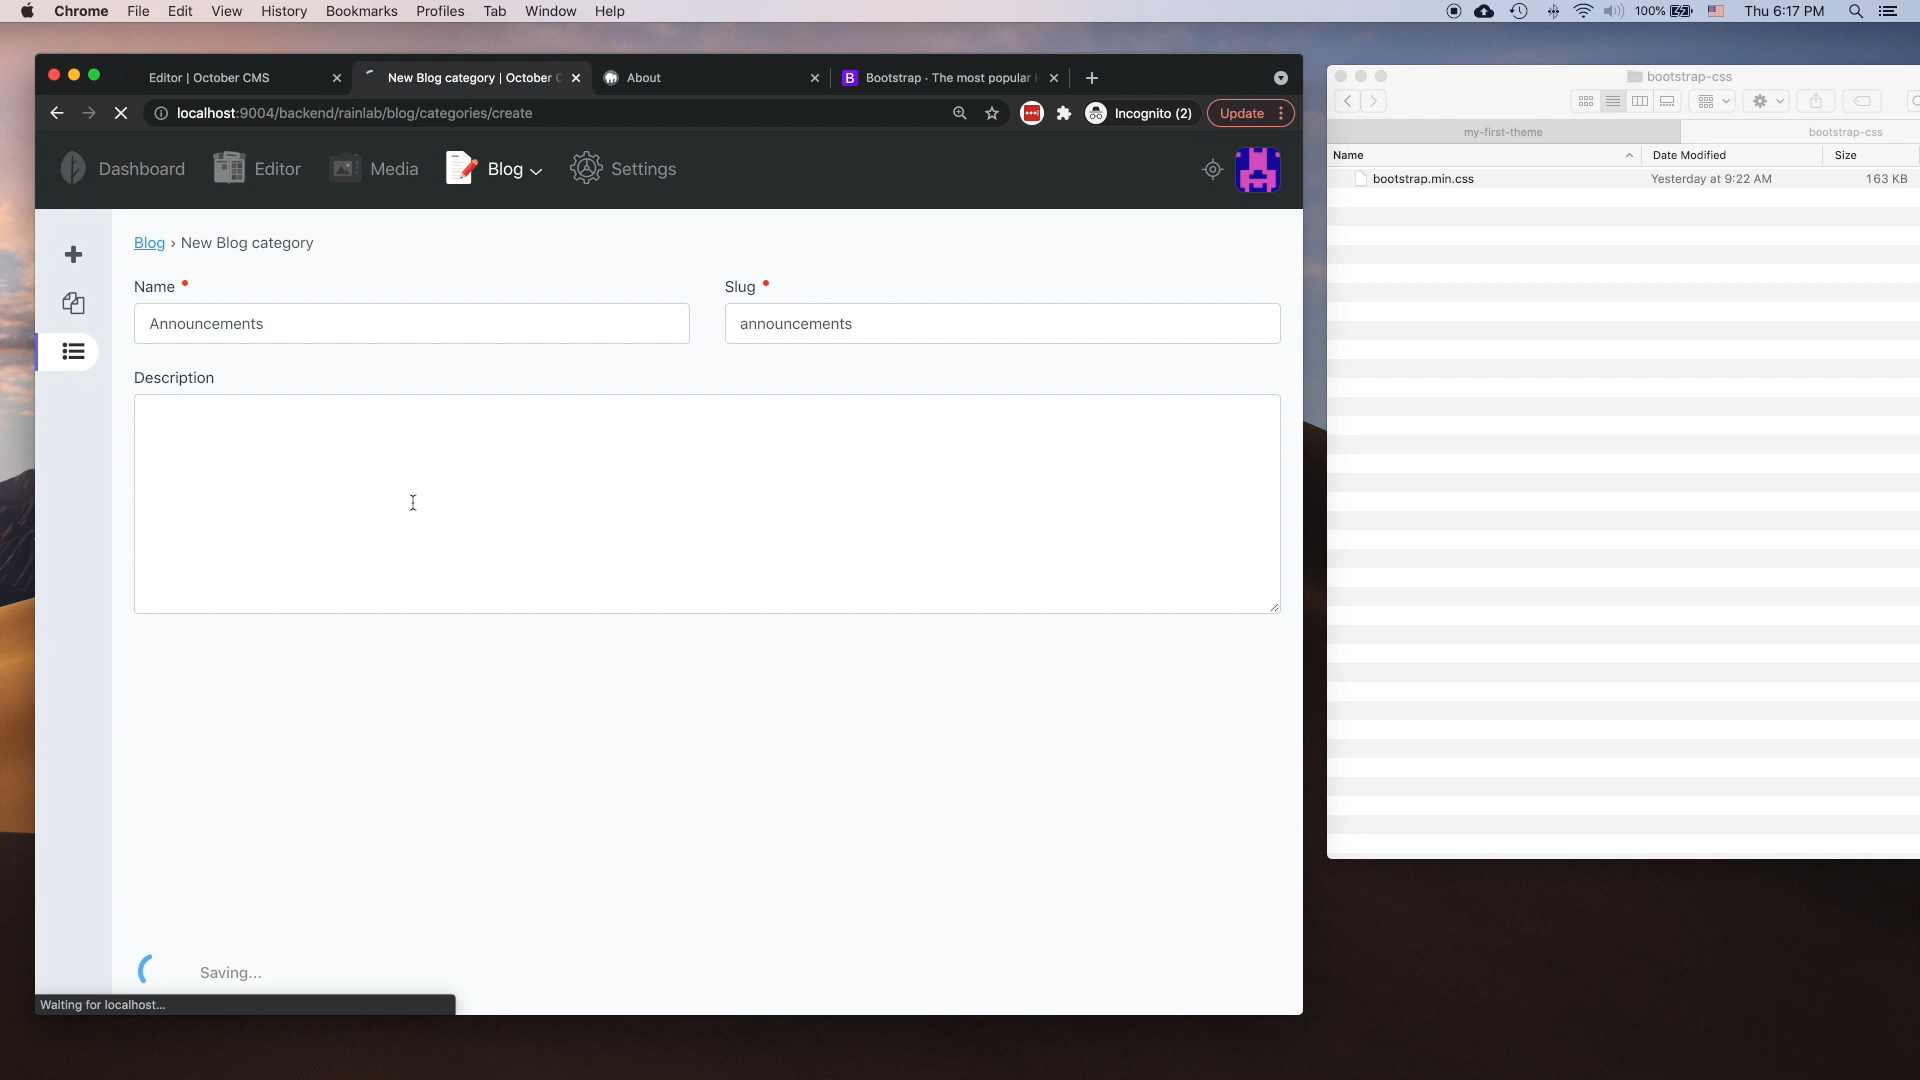 Chrome File Edit View History Bookmarks Profiles Tab Window Help
100% Thu 6:17 PM
Editor | October CMS
New Blog category | October C
About
Bootstrap · The most popular
localhost:9004/backend/rainlab/blog/categories/create
Incognito (2)
Update
Dashboard
Editor
Media
Blog
Settings
Blog › New Blog category
Name
Slug
Announcements
announcements
Description
Saving...
Waiting for localhost...
bootstrap-css
my-first-theme
bootstrap-css
Name
Date Modified
Size
bootstrap.min.css
Yesterday at 9:22 AM
163 KB